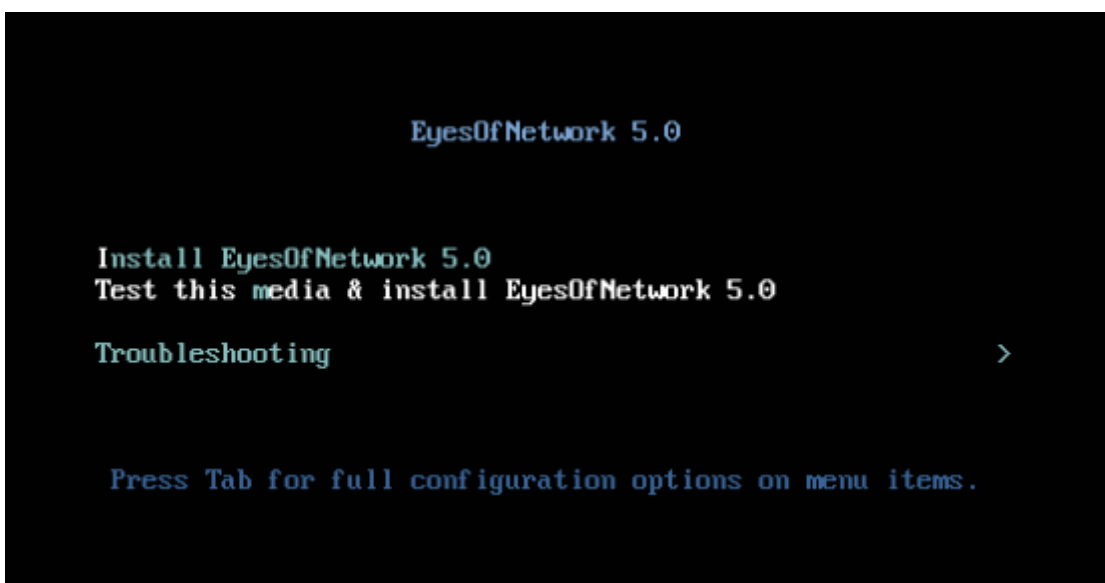 EyesOfNetwork 5.0
Install EyesOfNetwork 5.0
Test this media & install EyesOfNetwork 5.0
Troubleshooting >
Press Tab for full configuration options on menu items.